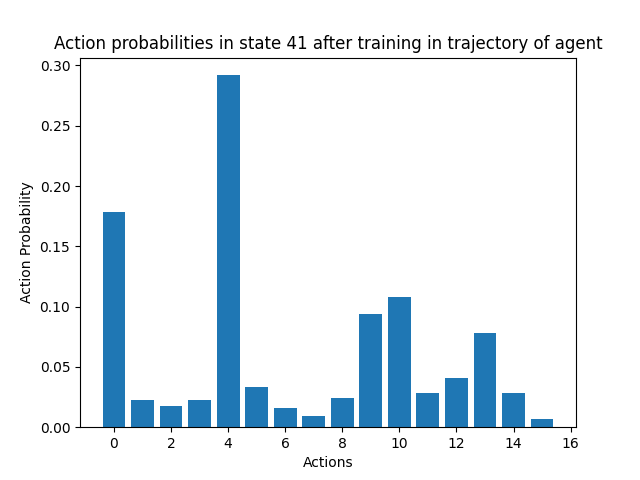 Action probabilities in state 41 after training in trajectory of agent
0.30
0.25
0.20
0.15
0.10
0.05
0.00
Action Probability
0 2 4 6 8 10 12 14 16
Actions